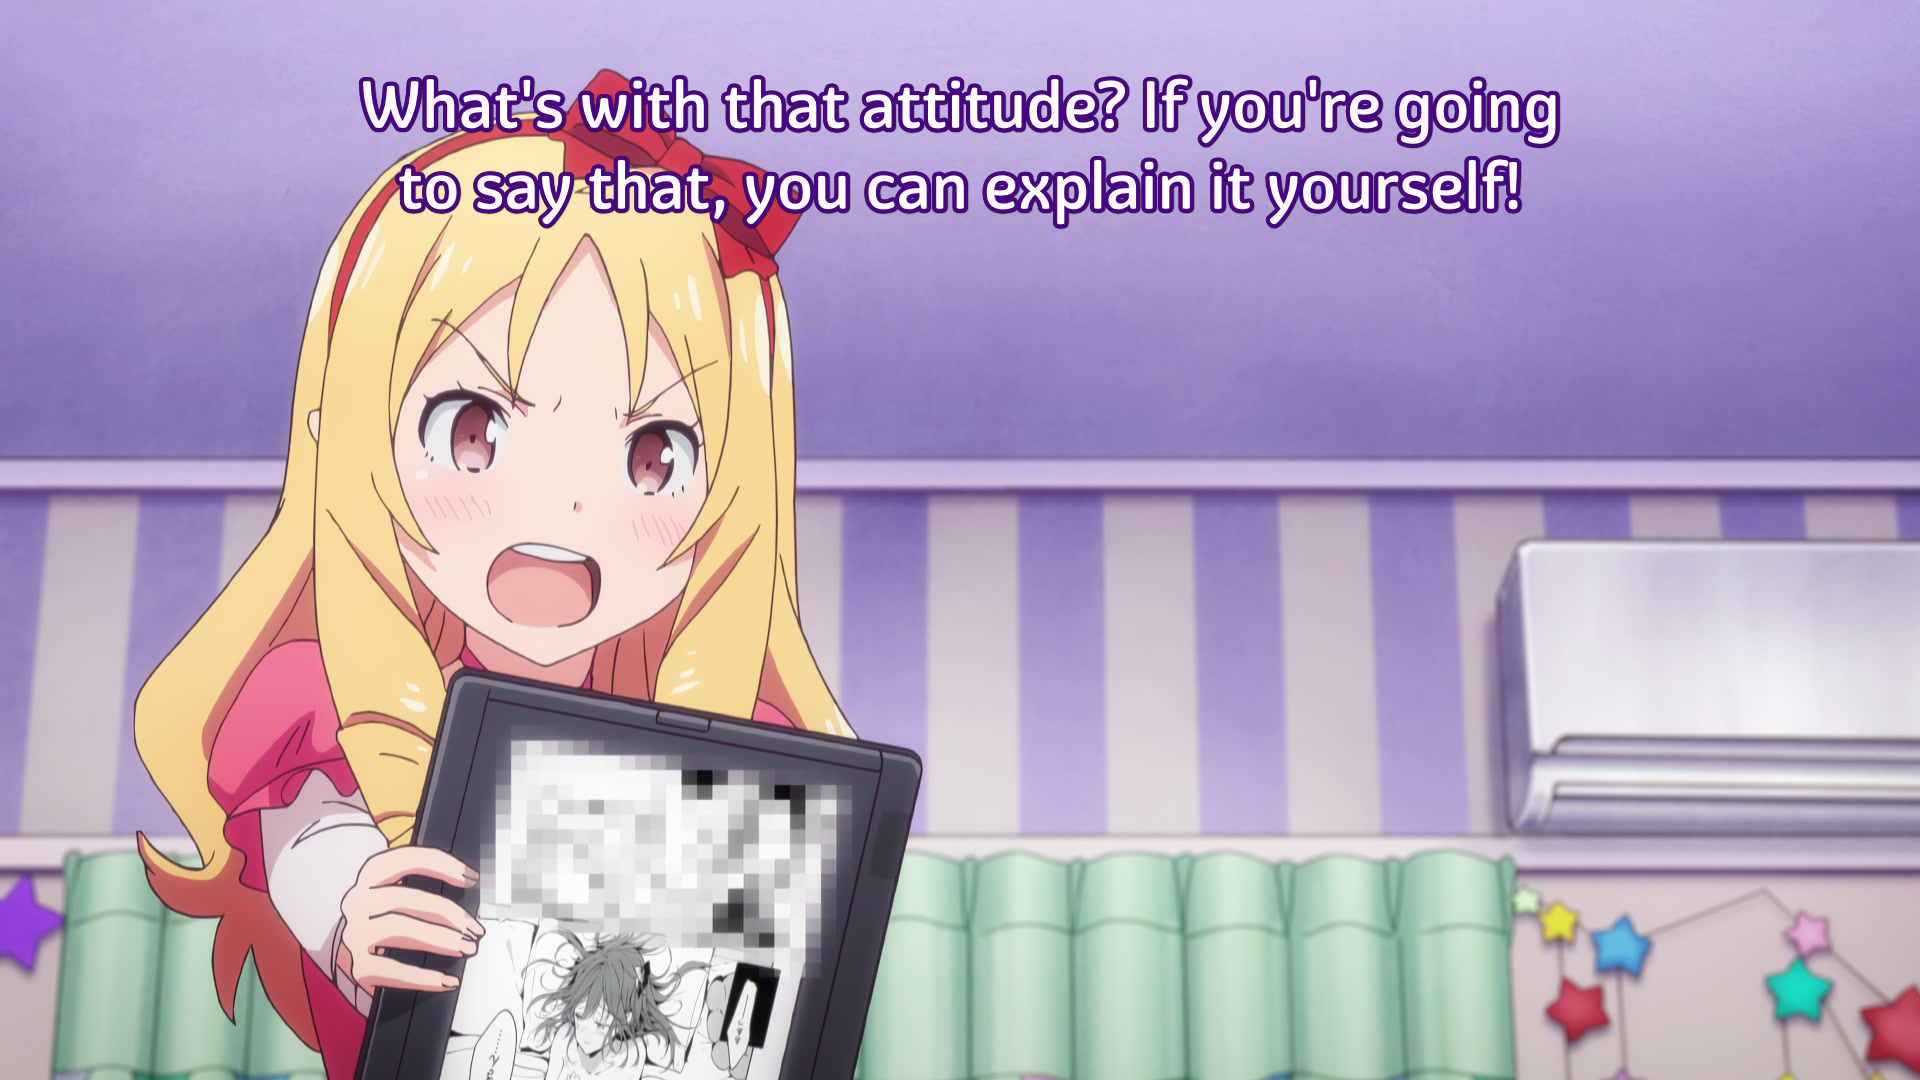 What's with that attitude? If you're going
to say that, you can explain it yourself!